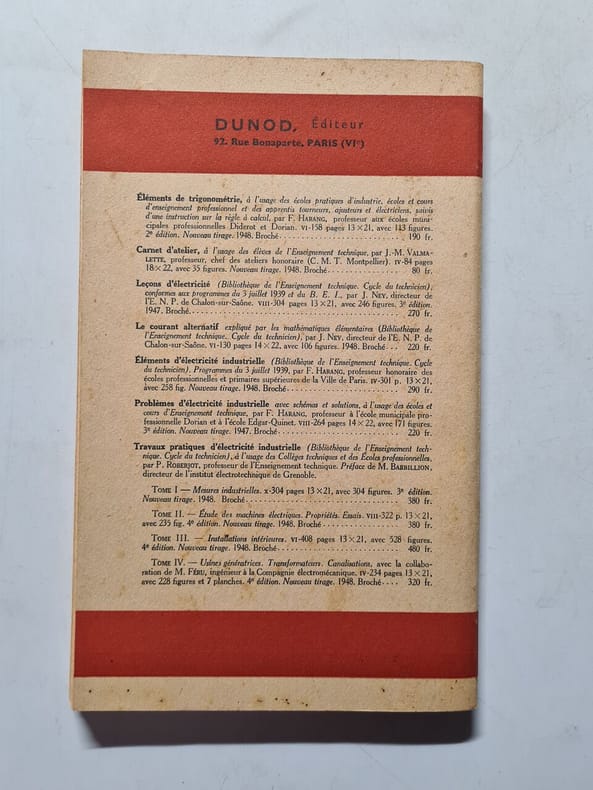 DUNOD, Éditeur
92, Rue Bonaparte, PARIS (VIe)
Éléments de trigonométrie, à l'usage des écoles pratiques d'industrie, écoles et cours
d'enseignement professionnel et des apprentis tourneurs, ajusteurs et électriciens, suivis
d'une instruction sur la règle à calcul, par F. HARANG, professeur aux écoles muni-
cipales professionnelles Diderot et Dorian. VI-158 pages 13 × 21, avec 113 figures.
2e édition. Nouveau tirage. 1948. Broché ........ 190 fr.
Carnet d'atelier, à l'usage des élèves de l'Enseignement technique, par J.-M. VALMA-
LETTE, professeur, chef des ateliers honoraire (C. M. T. Montpellier). IV-84 pages
18 × 22, avec 35 figures. Nouveau tirage. 1948. Broché ........ 80 fr.
Leçons d'électricité (Bibliothèque de l'Enseignement technique. Cycle du technicien),
conformes aux programmes du 3 juillet 1939 et du B. E. I., par J. NEY, directeur de
l'E. N. P. de Chalon-sur-Saône. VIII-304 pages 13 × 21, avec 246 figures. 3e édition.
1947. Broché ........ 270 fr.
Le courant alternatif expliqué par les mathématiques élémentaires (Bibliothèque de
l'Enseignement technique. Cycle du technicien), par J. NEY, directeur de l'E. N. P. de
Chalon-sur-Saône. VI-130 pages 14 × 22, avec 106 figures. 1948. Broché .... 220 fr.
Éléments d'électricité industrielle (Bibliothèque de l'Enseignement technique. Cycle
du technicien). Programmes du 3 juillet 1939, par F. HARANG, professeur honoraire des
écoles professionnelles et primaires supérieures de la Ville de Paris. IV-301 p. 13 × 21,
avec 258 fig. Nouveau tirage. 1948. Broché ........ 290 fr.
Problèmes d'électricité industrielle avec schémas et solutions, à l'usage des écoles et
cours d'Enseignement technique, par F. HARANG, professeur à l'école municipale pro-
fessionnelle Dorian et à l'école Edgar-Quinet. VIII-264 pages 14 × 22, avec 171 figures.
3e édition. Nouveau tirage. 1947. Broché ........ 220 fr.
Travaux pratiques d'électricité industrielle (Bibliothèque de l'Enseignement tech-
nique. Cycle du technicien), à l'usage des Collèges techniques et des Écoles professionnelles,
par P. ROBERJOT, professeur de l'Enseignement technique. Préface de M. BARBILLION,
directeur de l'institut électrotechnique de Grenoble.
TOME I — Mesures industrielles. X-304 pages 13 × 21, avec 304 figures. 3e édition.
Nouveau tirage. 1948. Broché ........ 380 fr.
TOME II. — Étude des machines électriques. Propriétés. Essais. VIII-322 p. 13 × 21,
avec 235 fig. 4e édition. Nouveau tirage. 1948. Broché ........ 380 fr.
TOME III. — Installations intérieures. VI-408 pages 13 × 21, avec 528 figures.
4e édition. Nouveau tirage. 1948. Broché ........ 480 fr.
TOME IV. — Usines génératrices. Transformateurs. Canalisations, avec la collabo-
ration de M. FÉRU, ingénieur à la Compagnie électromécanique. IV-234 pages 13 × 21,
avec 228 figures et 7 planches. 4e édition. Nouveau tirage. 1948. Broché .... 320 fr.